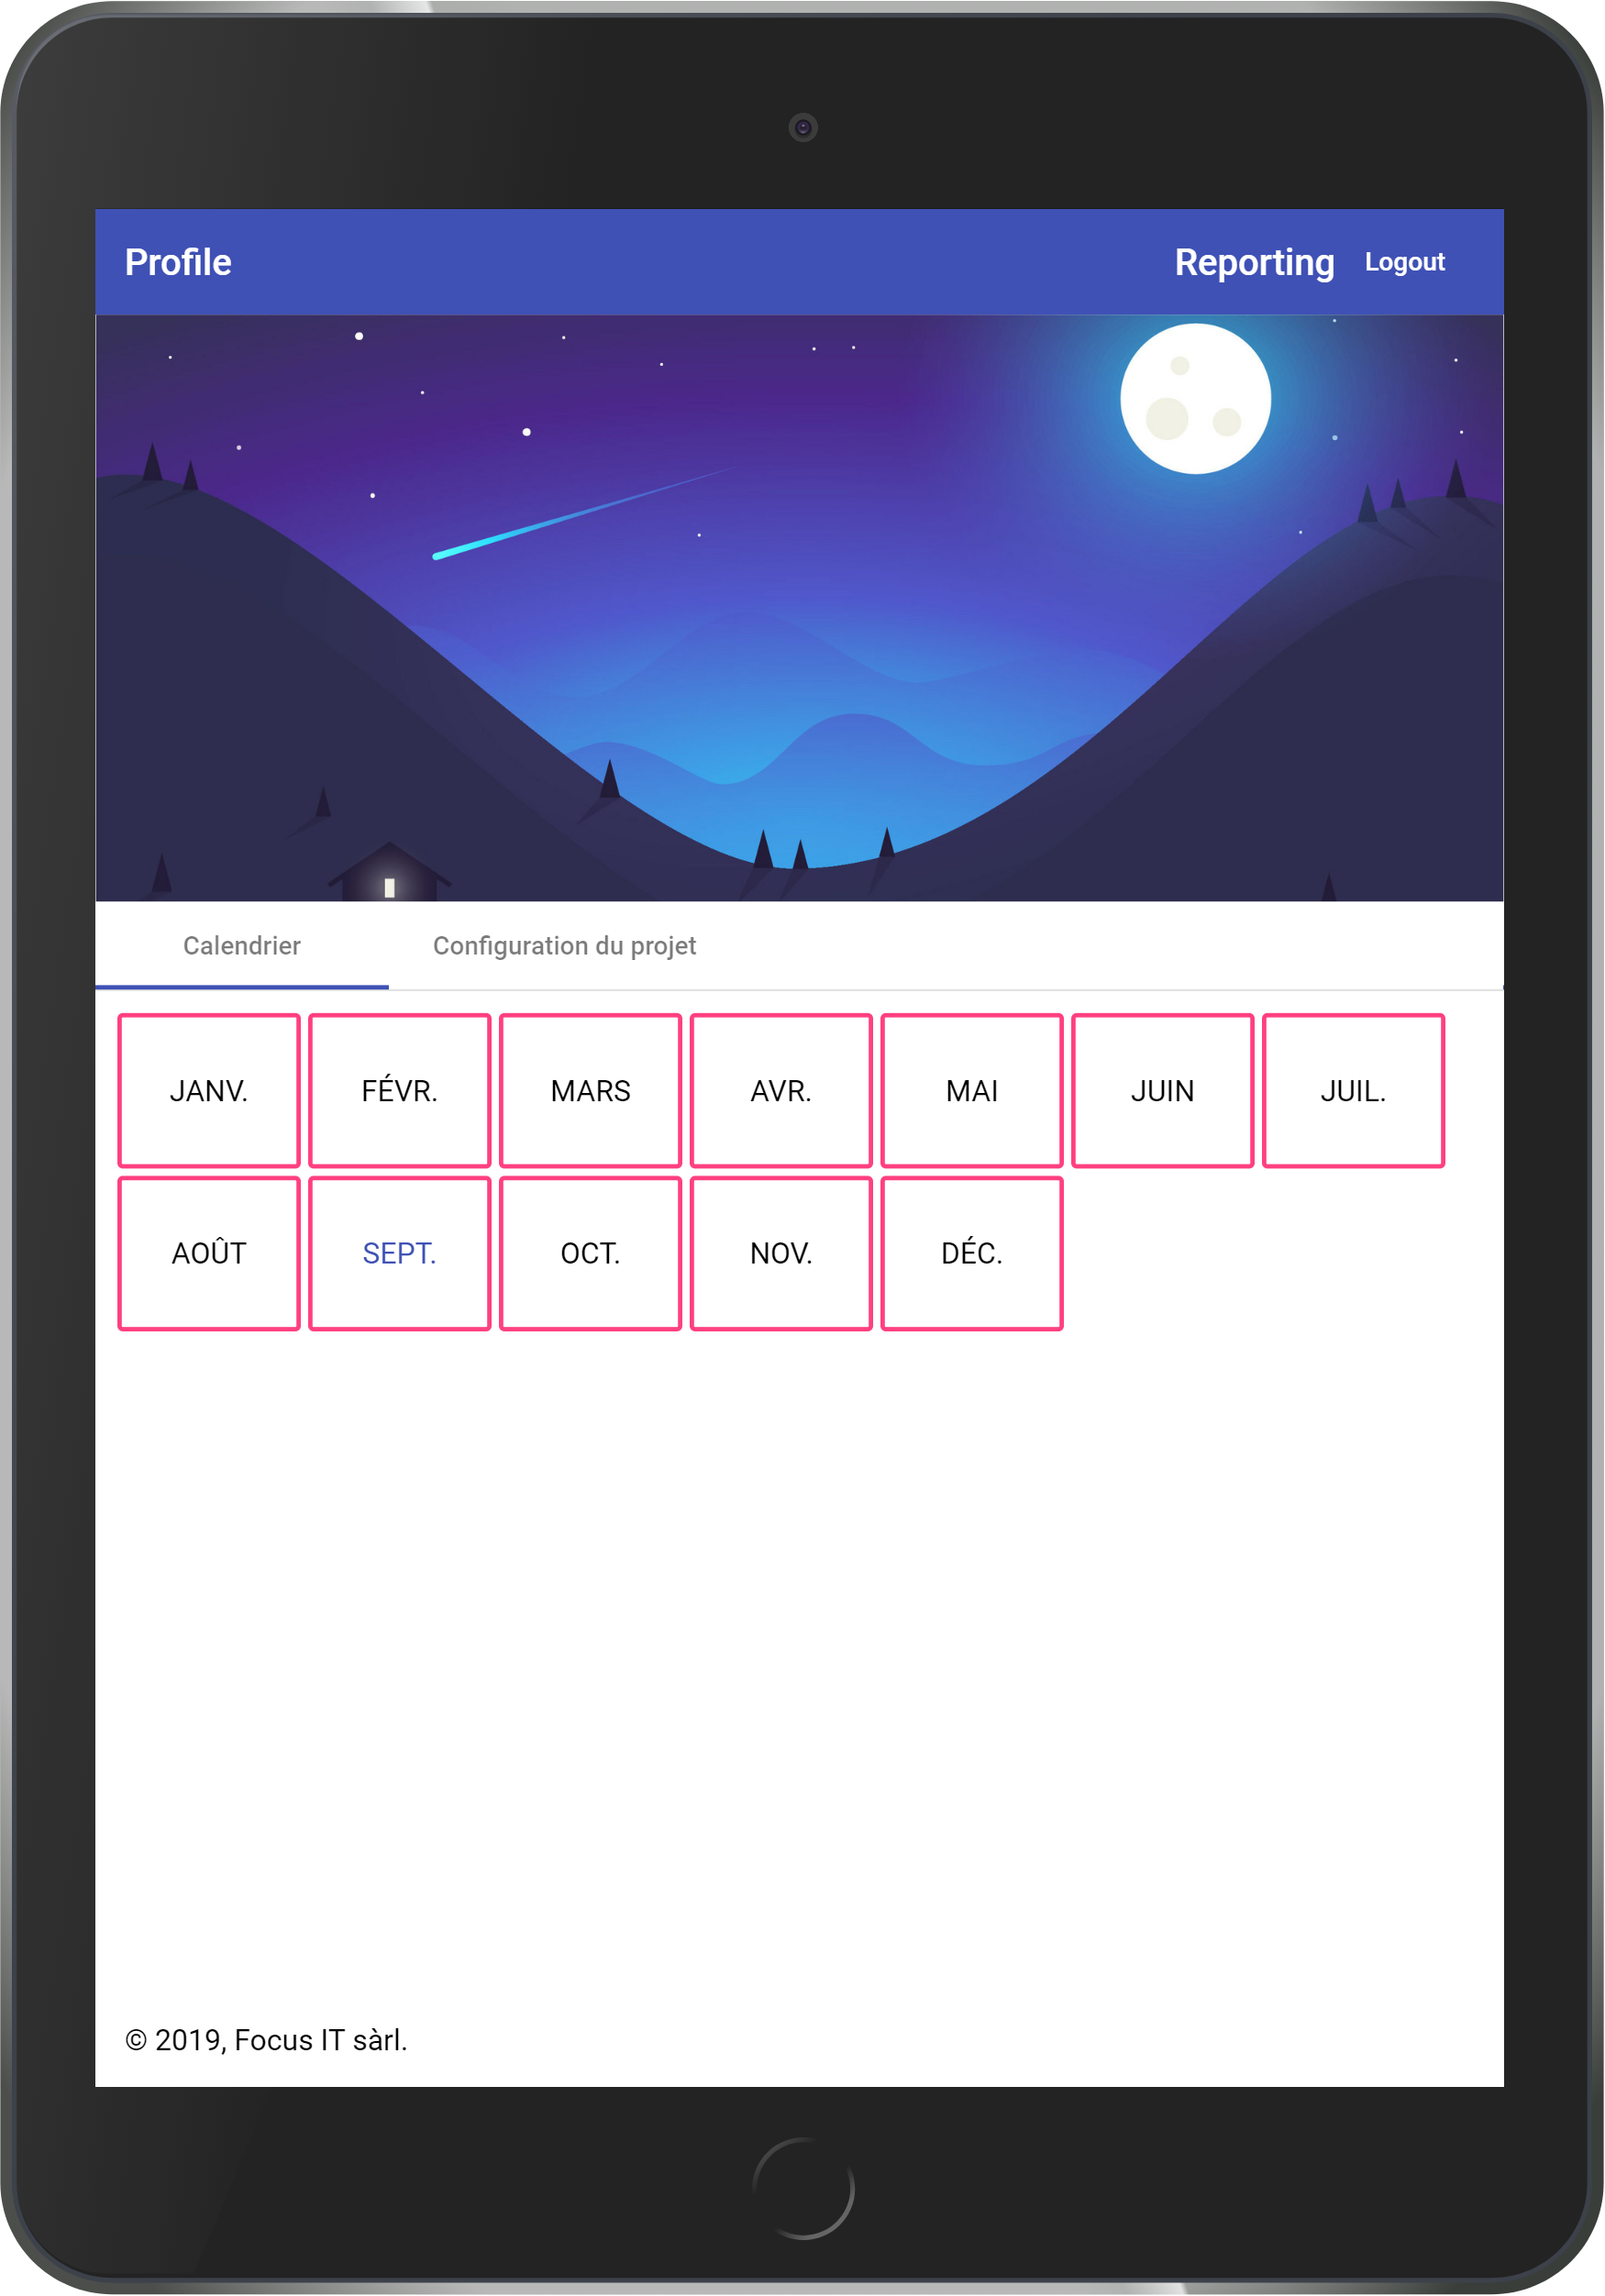 Profile Reporting Logout
Calendrier Configuration du projet
JANV. FÉVR. MARS AVR. MAI JUIN JUIL.
AOÛT SEPT. OCT. NOV. DÉC.
© 2019, Focus IT sàrl.